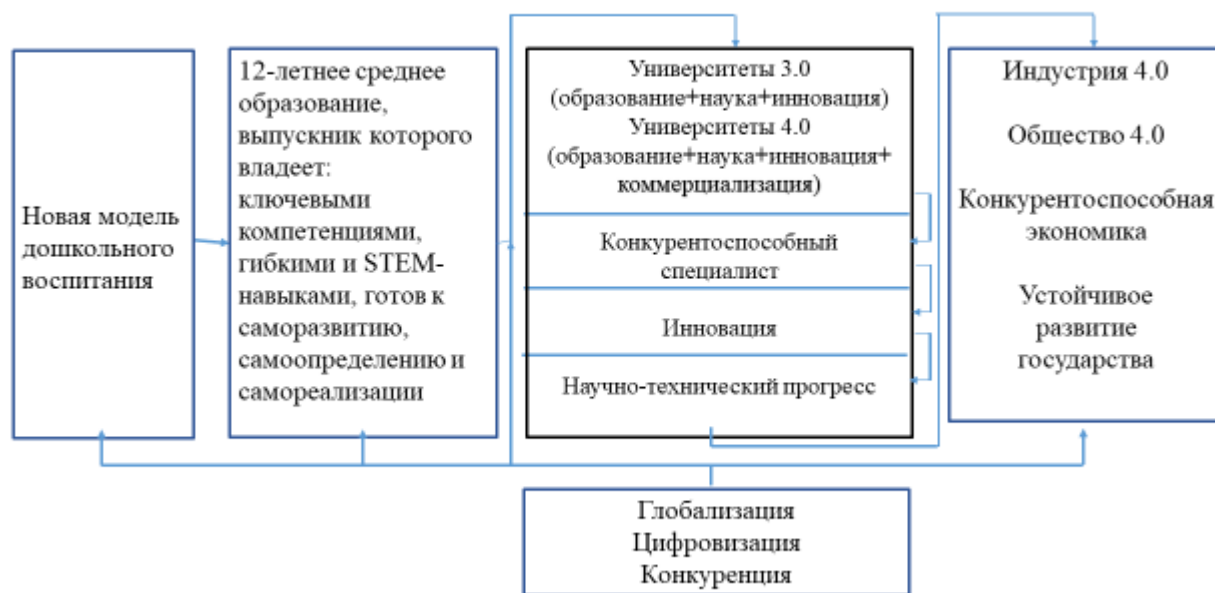 Новая модель
дошкольного
воспитания
12-летнее среднее
образование,
выпускник которого
владеет:
ключевыми
компетенциями,
гибкими и STEM-
навыками, готов к
саморазвитию,
самоопределению и
самореализации
Университеты 3.0
(образование+наука+инновация)
Университеты 4.0
(образование+наука+инновация+
коммерциализация)
Конкурентоспособный
специалист
Инновация
Научно-технический прогресс
Индустрия 4.0
Общество 4.0
Конкурентоспособная
экономика
Устойчивое
развитие
государства
Глобализация
Цифровизация
Конкуренция